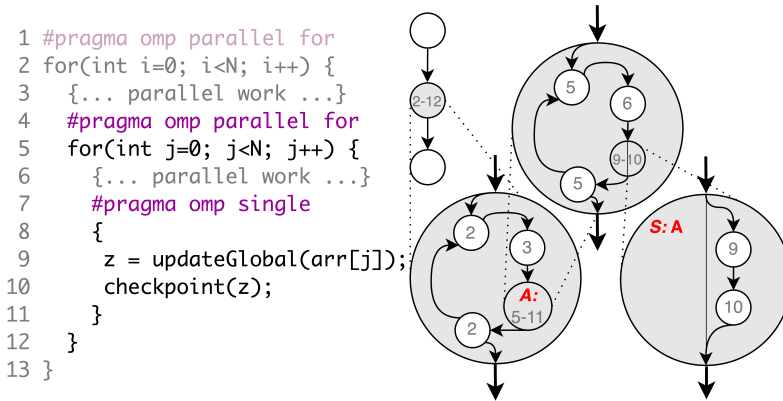 1 #pragma omp parallel for
2 for(int i=0; i<N; i++) {
3 {... parallel work ...}
4 #pragma omp parallel for
5 for(int j=0; j<N; j++) {
6 {... parallel work ...}
7 #pragma omp single
8 {
9 z = updateGlobal(arr[j]);
10 checkpoint(z);
11 }
12 }
13 }
2-12
5
6
9-10
5
2
3
A:
5-11
2
S: A
9
10